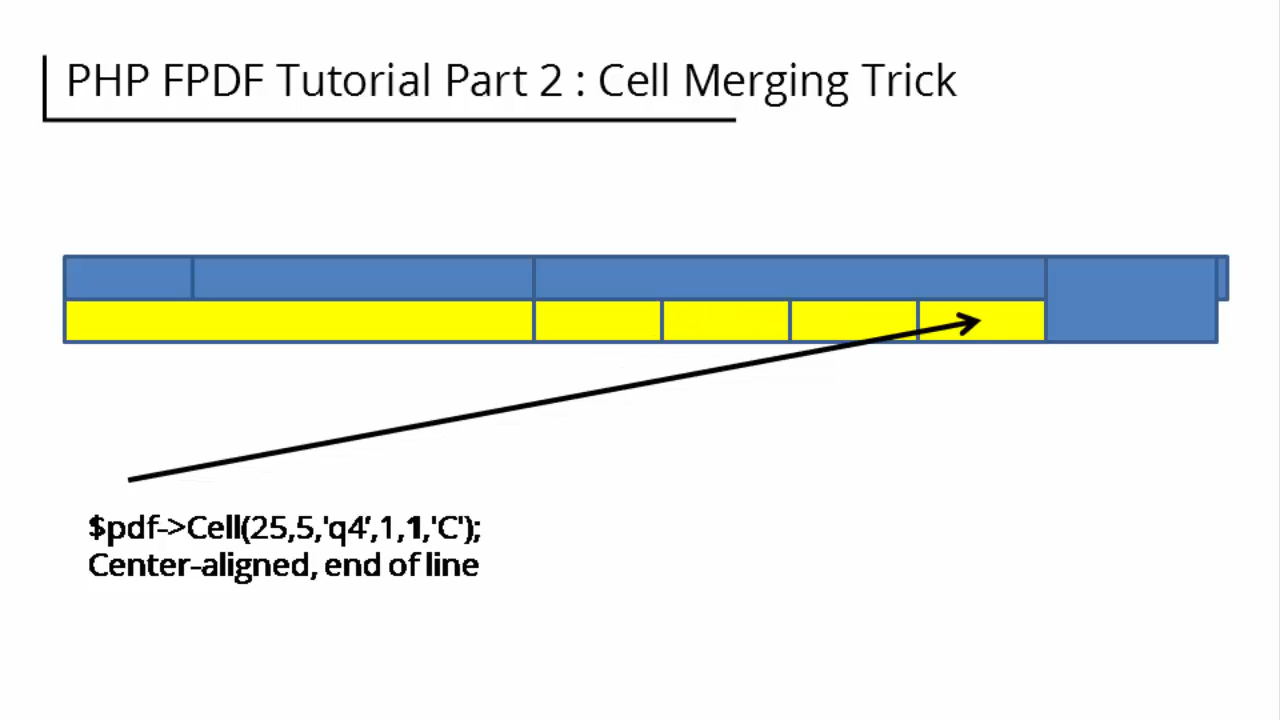 PHP FPDF Tutorial Part 2 : Cell Merging Trick
$pdf->Cell(25,5,'q4',1,1,'C');
Center-aligned, end of line